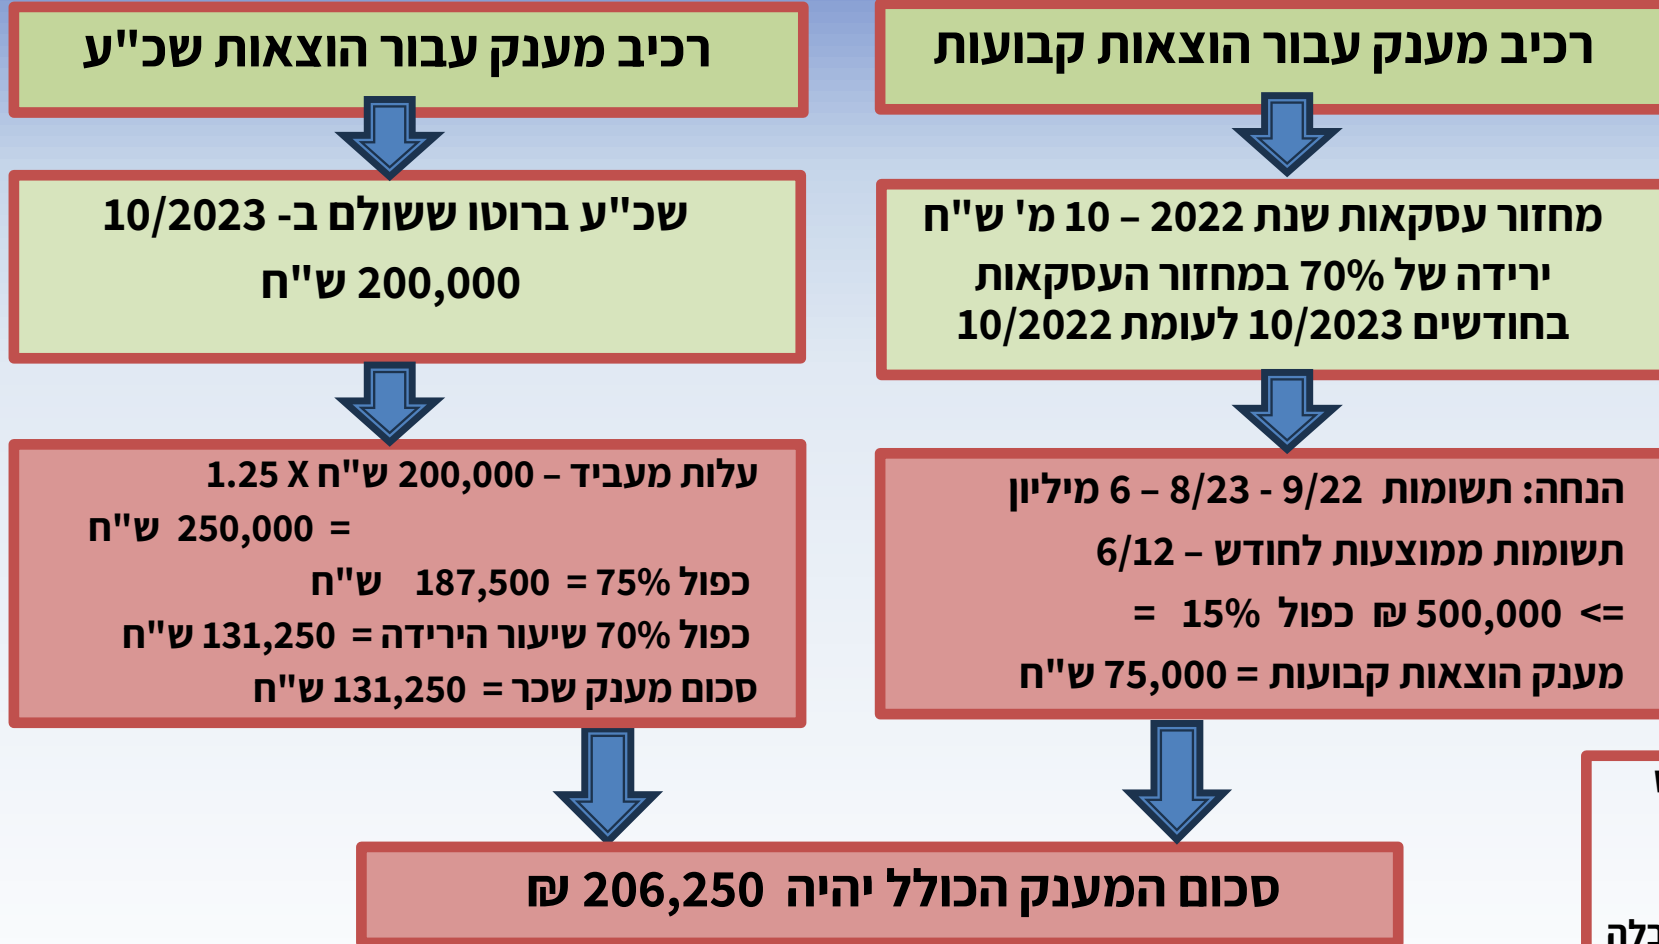 רכיב מענק עבור הוצאות קבועות
מחזור עסקאות שנת 2022 – 10 מ' ש"ח
ירידה של 70% במחזור העסקאות
בחודשים 10/2023 לעומת 10/2022
הנחה: תשומות 9/22 - 8/23 – 6 מיליון
תשומות ממוצעות לחודש – 6/12
=> 500,000 ₪ כפול 15% =
מענק הוצאות קבועות = 75,000 ש"ח
רכיב מענק עבור הוצאות שכ"ע
שכ"ע ברוטו ששולם ב- 10/2023
200,000 ש"ח
עלות מעביד – 200,000 ש"ח X 1.25
= 250,000 ש"ח
כפול 75% = 187,500 ש"ח
כפול 70% שיעור הירידה = 131,250 ש"ח
סכום מענק שכר = 131,250 ש"ח
סכום המענק הכולל יהיה 206,250 ₪